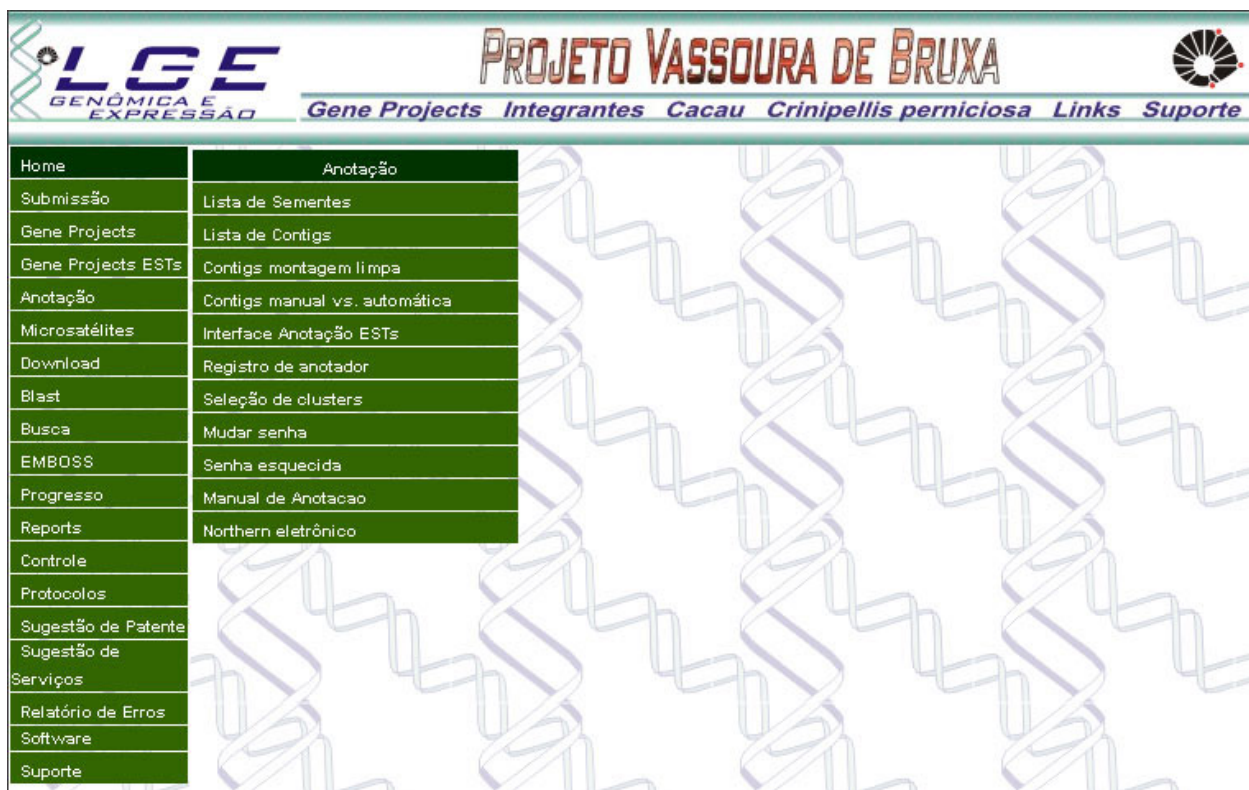 LGE
GENÔMICA E
EXPRESSÃO
PROJETO VASSOURA DE BRUXA
Gene Projects Integrantes Cacau Crinipellis perniciosa Links Suporte
Home
Submissão
Gene Projects
Gene Projects ESTs
Anotação
Microsatélites
Download
Blast
Busca
EMBOSS
Progresso
Reports
Controle
Protocolos
Sugestão de Patente
Sugestão de
Serviços
Relatório de Erros
Software
Suporte
Anotação
Lista de Sementes
Lista de Contigs
Contigs montagem limpa
Contigs manual vs. automática
Interface Anotação ESTs
Registro de anotador
Seleção de clusters
Mudar senha
Senha esquecida
Manual de Anotacao
Northern eletrônico